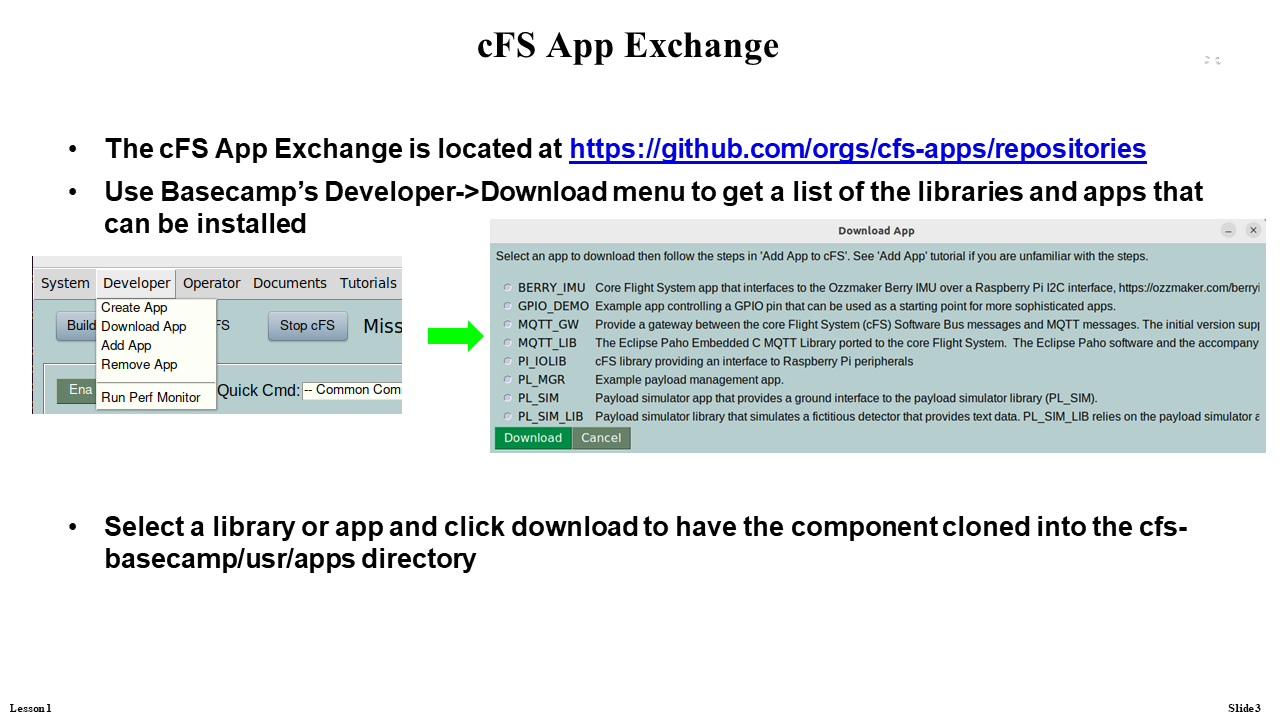 cFS App Exchange
• The cFS App Exchange is located at https://github.com/orgs/cfs-apps/repositories
• Use Basecamp’s Developer->Download menu to get a list of the libraries and apps that
can be installed
System Developer Operator Documents Tutorials
Create App
Download App
Add App
Remove App
Run Perf Monitor
Build FS Stop cFS Miss
Ena Quick Cmd: -- Common Com
Download App
Select an app to download then follow the steps in 'Add App to cFS'. See 'Add App' tutorial if you are unfamiliar with the steps.
BERRY_IMU Core Flight System app that interfaces to the Ozzmaker Berry IMU over a Raspberry Pi I2C interface, https://ozzmaker.com/berryi
GPIO_DEMO Example app controlling a GPIO pin that can be used as a starting point for more sophisticated apps.
MQTT_GW Provide a gateway between the core Flight System (cFS) Software Bus messages and MQTT messages. The initial version supp
MQTT_LIB The Eclipse Paho Embedded C MQTT Library ported to the core Flight System. The Eclipse Paho software and the accompany
PI_IOLIB cFS library providing an interface to Raspberry Pi peripherals
PL_MGR Example payload management app.
PL_SIM Payload simulator app that provides a ground interface to the payload simulator library (PL_SIM).
PL_SIM_LIB Payload simulator library that simulates a fictitious detector that provides text data. PL_SIM_LIB relies on the payload simulator a
Download Cancel
• Select a library or app and click download to have the component cloned into the cfs-
basecamp/usr/apps directory
Lesson 1
Slide 3